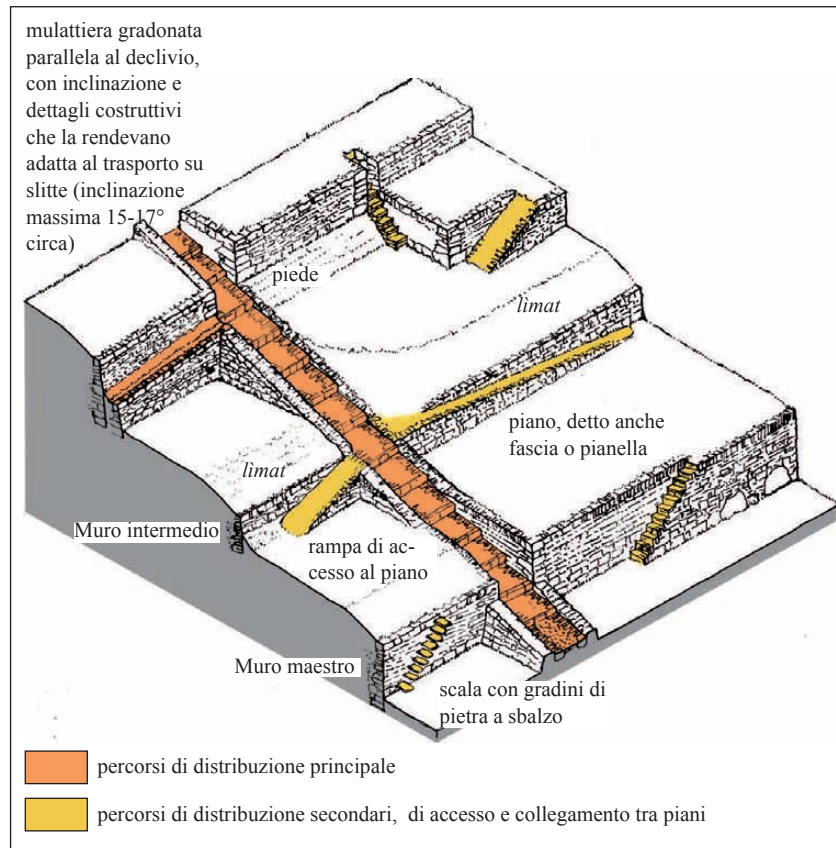 mulattiera gradonata
parallela al declivio,
con inclinazione e
dettagli costruttivi
che la rendevano
adatta al trasporto su
slitte (inclinazione
massima 15-17°
circa)
piede
limat
piano, detto anche
fascia o pianella
limat
Muro intermedio
rampa di ac-
cesso al piano
Muro maestro
scala con gradini di
pietra a sbalzo
percorsi di distribuzione principale
percorsi di distribuzione secondari, di accesso e collegamento tra piani